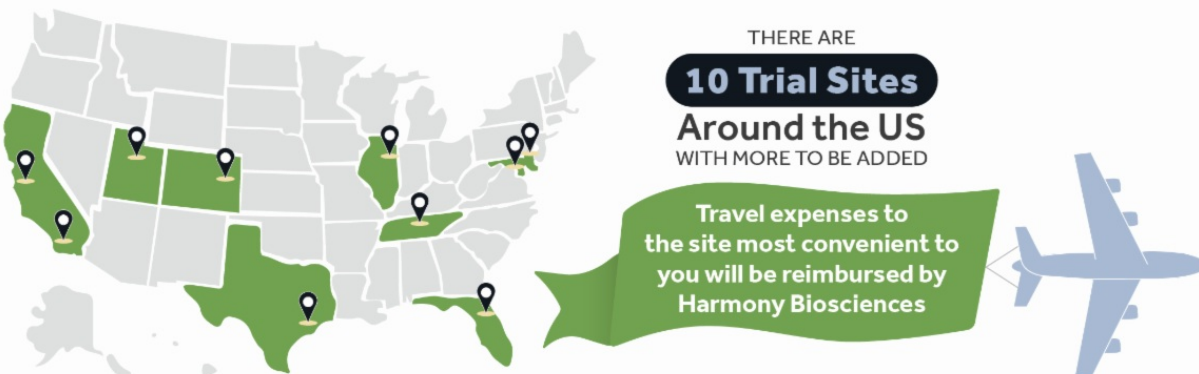 THERE ARE
10 Trial Sites
Around the US
WITH MORE TO BE ADDED
Travel expenses to
the site most convenient to
you will be reimbursed by
Harmony Biosciences